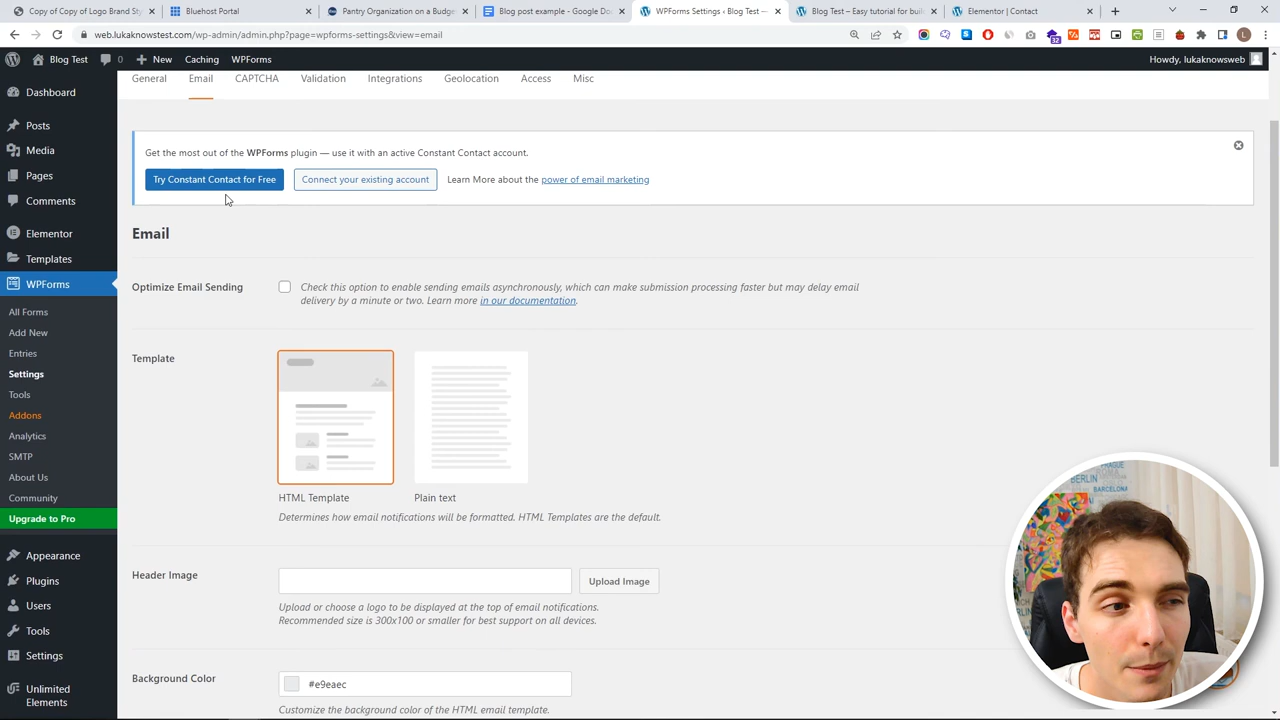 Copy of Copy of Logo Brand Sty
Bluehost Portal
Pantry Organization on a Budge
Blog post example - Google Do
WPForms Settings ‹ Blog Test —
Blog Test – Easy tutorial for buil
Elementor | Contact
web.lukaknowstest.com/wp-admin/admin.php?page=wpforms-settings&view=email
32
L
Blog Test
0
New
Caching
WPForms
Howdy, lukaknowsweb
General
Email
CAPTCHA
Validation
Integrations
Geolocation
Access
Misc
Dashboard
Posts
Media
Pages
Comments
Elementor
Templates
WPForms
All Forms
Add New
Entries
Settings
Tools
Addons
Analytics
SMTP
About Us
Community
Upgrade to Pro
Appearance
Plugins
Users
Tools
Settings
Unlimited
Elements
Get the most out of the WPForms plugin — use it with an active Constant Contact account.
Try Constant Contact for Free
Connect your existing account
Learn More about the power of email marketing
Email
Optimize Email Sending
Check this option to enable sending emails asynchronously, which can make submission processing faster but may delay email
delivery by a minute or two. Learn more in our documentation.
Template
HTML Template
Plain text
Determines how email notifications will be formatted. HTML Templates are the default.
Header Image
Upload Image
Upload or choose a logo to be displayed at the top of email notifications.
Recommended size is 300x100 or smaller for best support on all devices.
Background Color
#e9eaec
Customize the background color of the HTML email template.
PRAGUE
BERLIN
BARCELONA
BERLIN